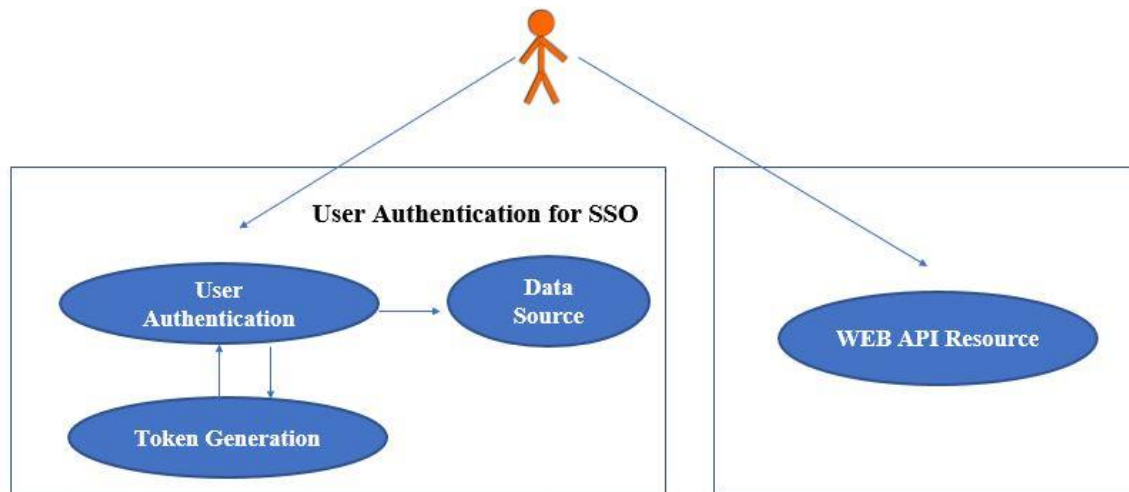 User Authentication for SSO
User
Authentication
Data
Source
WEB API Resource
Token Generation